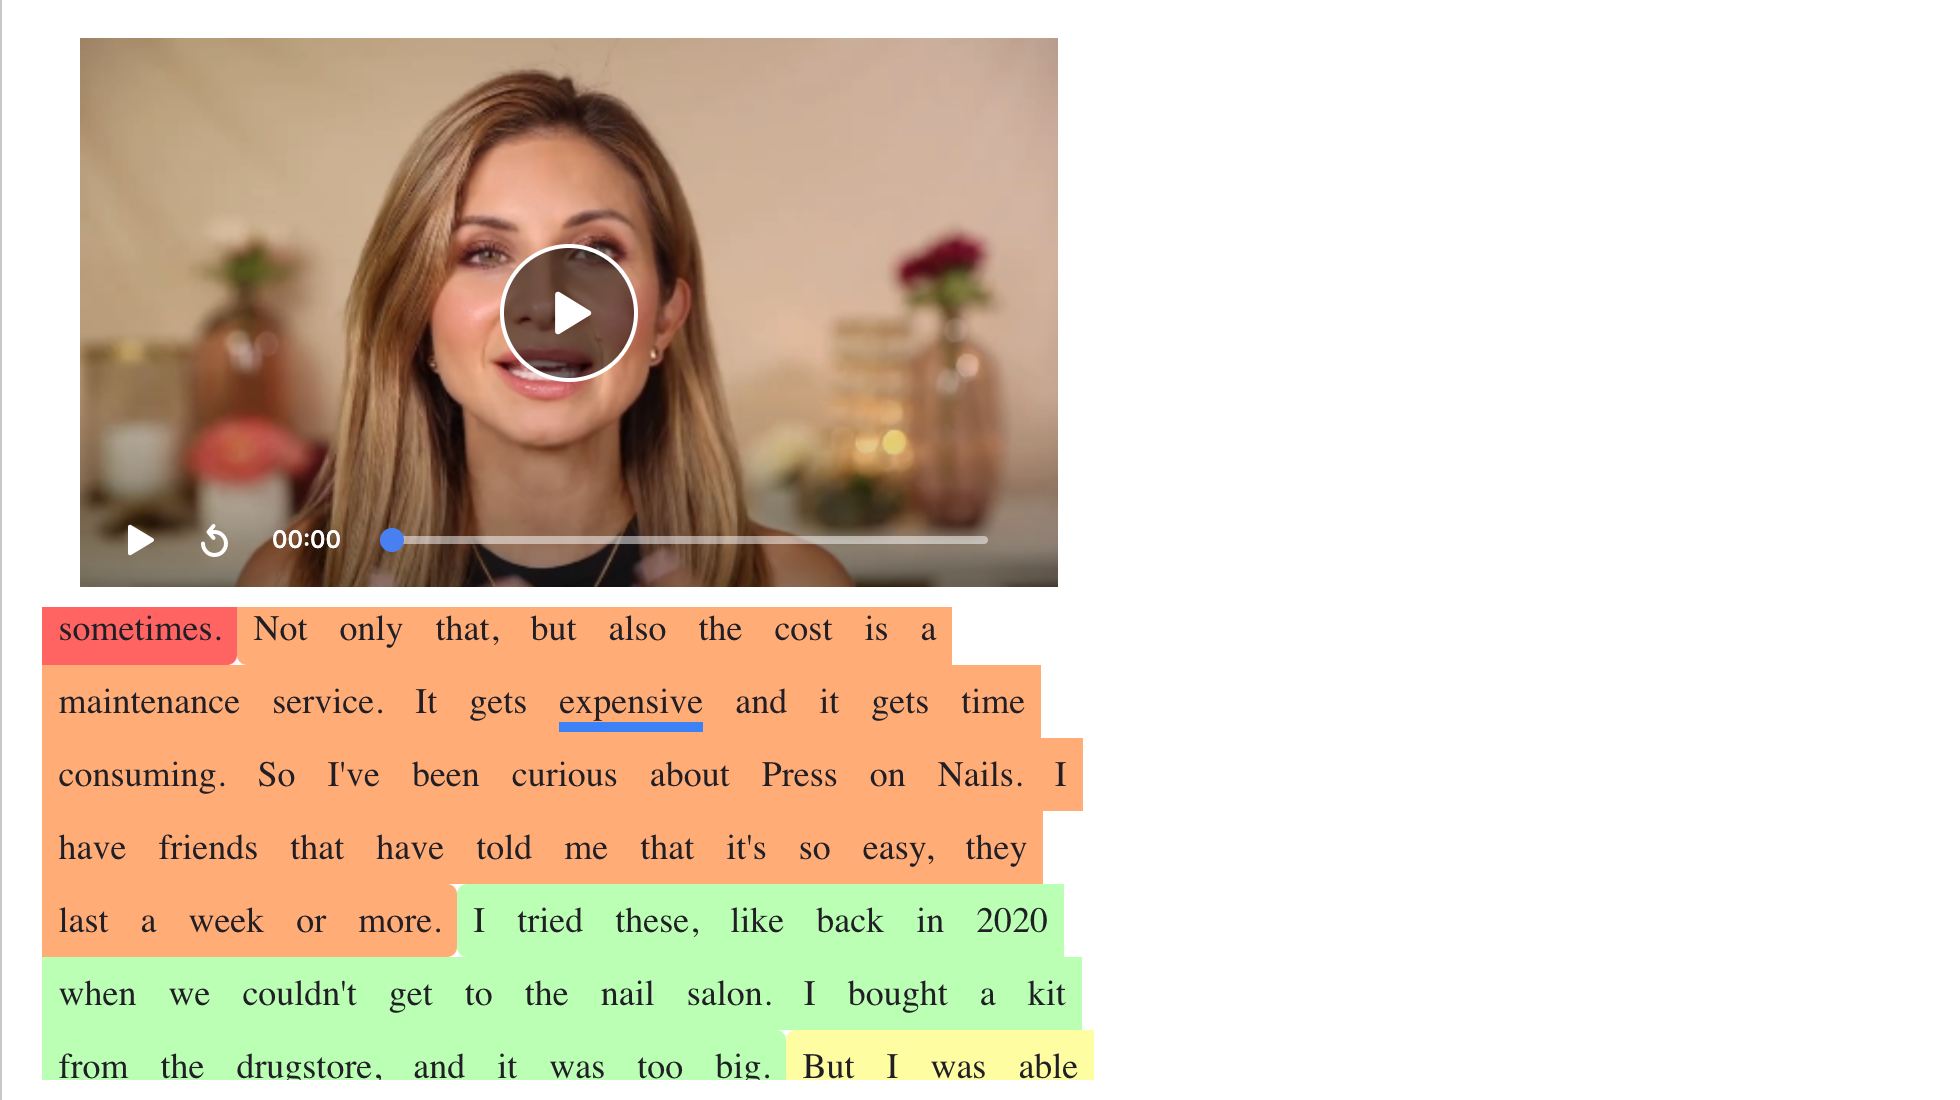 00:00
sometimes. Not only that, but also the cost is a
maintenance service. It gets expensive and it gets time
consuming. So I've been curious about Press on Nails. I
have friends that have told me that it's so easy, they
last a week or more. I tried these, like back in 2020
when we couldn't get to the nail salon. I bought a kit
from the drugstore, and it was too big. But I was able